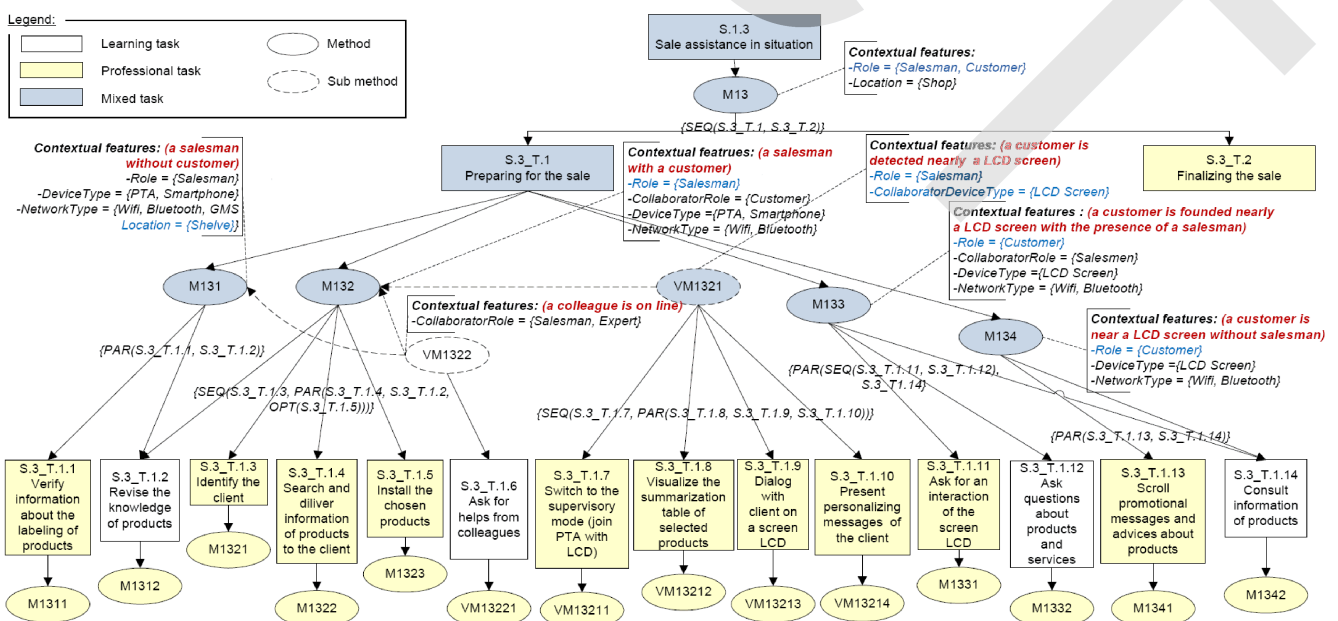 Legend:
Learning task
Professional task
Mixed task
Method
Sub method
S.1.3
Sale assistance in situation
M13
Contextual features:
-Role = {Salesman, Customer}
-Location = {Shop}
{SEQ(S.3_T.1, S.3_T.2)}
Contextual features: (a salesman
without customer)
-Role = {Salesman}
-DeviceType = {PTA, Smartphone}
-NetworkType = {Wifi, Bluetooth, GMS
Location = {Shelve}}
S.3_T.1
Preparing for the sale
Contextual featrues: (a salesman
with a customer)
-Role = {Salesman}
-CollaboratorRole = {Customer}
-DeviceType ={PTA, Smartphone}
-NetworkType = {Wifi, Bluetooth}
Contextual features: (a customer is
detected nearly a LCD screen)
-Role = {Salesman}
-CollaboratorDeviceType = {LCD Screen}
S.3_T.2
Finalizing the sale
Contextual features : (a customer is founded nearly
a LCD screen with the presence of a salesman)
-Role = {Customer}
-CollaboratorRole = {Salesmen}
-DeviceType ={LCD Screen}
-NetworkType = {Wifi, Bluetooth}
M131
M132
VM1321
M133
M134
Contextual features: (a colleague is on line)
-CollaboratorRole = {Salesman, Expert}
VM1322
Contextual features: (a customer is
near a LCD screen without salesman)
-Role = {Customer}
-DeviceType ={LCD Screen}
-NetworkType = {Wifi, Bluetooth}
{PAR(S.3_T.1.1, S.3_T.1.2)}
{SEQ(S.3_T.1.3, PAR(S.3_T.1.4, S.3_T.1.2,
OPT(S.3_T.1.5)))}
{SEQ(S.3_T.1.7, PAR(S.3_T.1.8, S.3_T.1.9, S.3_T.1.10))}
{PAR(SEQ(S.3_T.1.11, S.3_T.1.12),
S.3_T1.14)}
{PAR(S.3_T.1.13, S.3_T.1.14)}
S.3_T.1.1
Verify
information
about the
labeling of
products
S.3_T.1.2
Revise the
knowledge
of products
S.3_T.1.3
Identify the
client
S.3_T.1.4
Search and
diliver
information
of products
to the client
S.3_T.1.5
Install the
chosen
products
S.3_T.1.6
Ask for
helps from
colleagues
S.3_T.1.7
Switch to the
supervisory
mode (join
PTA with
LCD)
S.3_T.1.8
Visualize the
summarization
table of
selected
products
S.3_T.1.9
Dialog
with
client on
a screen
LCD
S.3_T.1.10
Present
personalizing
messages of
the client
S.3_T.1.11
Ask for an
interaction
of the
screen
LCD
S.3_T.1.12
Ask
questions
about
products
and
services
S.3_T.1.13
Scroll
promotional
messages and
advices about
products
S.3_T.1.14
Consult
information
of products
M1311
M1312
M1321
M1322
M1323
VM13221
VM13211
VM13212
VM13213
VM13214
M1331
M1332
M1341
M1342